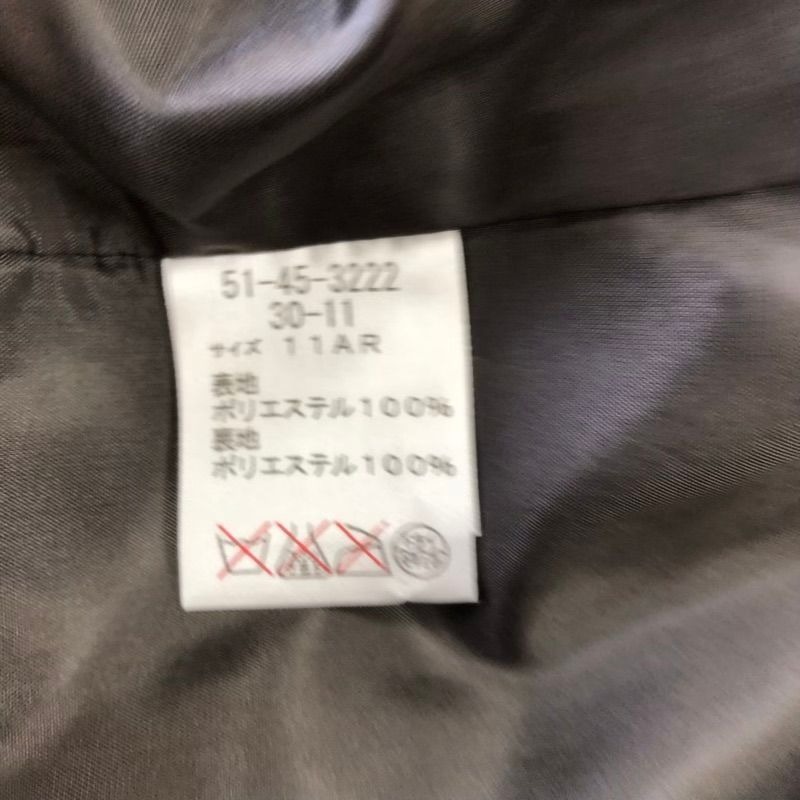 51-45-3222
30-11
サイズ 11AR
表地
ポリエステル100%
裏地
ポリエステル100%